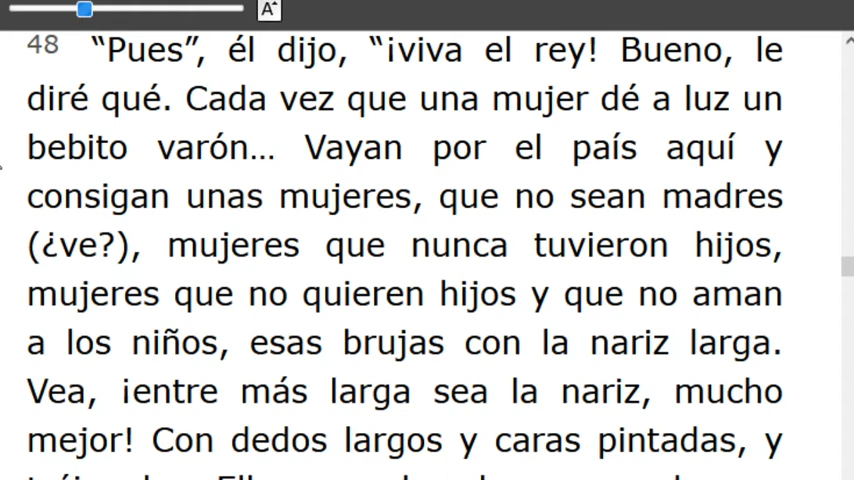 A
48 “Pues”, él dijo, “¡viva el rey! Bueno, le
diré qué. Cada vez que una mujer dé a luz un
bebito varón… Vayan por el país aquí y
consigan unas mujeres, que no sean madres
(¿ve?), mujeres que nunca tuvieron hijos,
mujeres que no quieren hijos y que no aman
a los niños, esas brujas con la nariz larga.
Vea, ¡entre más larga sea la nariz, mucho
mejor! Con dedos largos y caras pintadas, y